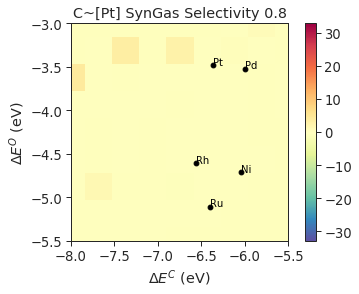 C~[Pt] SynGas Selectivity 0.8
−3.0
−3.5
−4.0
−4.5
−5.0
−5.5
ΔE^O (eV)
Pt
Pd
Rh
Ni
Ru
−8.0 −7.5 −7.0 −6.5 −6.0 −5.5
ΔE^C (eV)
30
20
10
0
−10
−20
−30